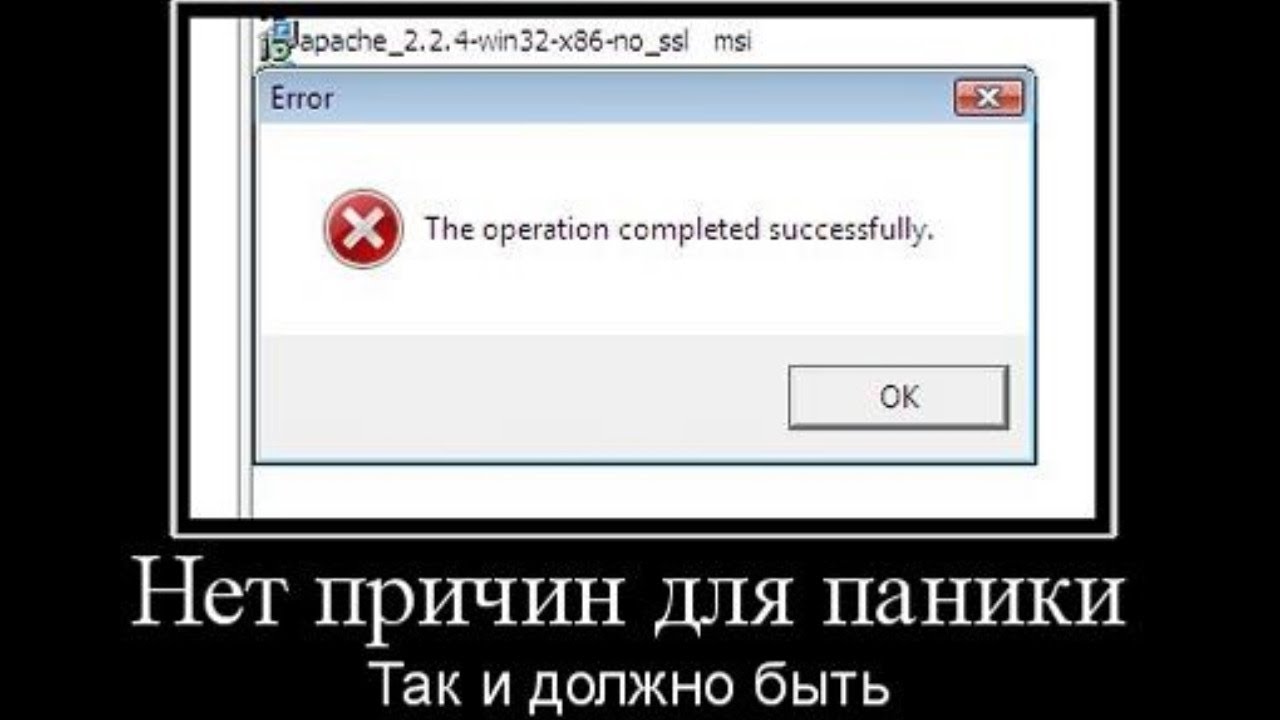 apache_2.2.4-win32-x86-no_ssl msi
Error
The operation completed successfully.
OK
Нет причин для паники
Так и должно быть